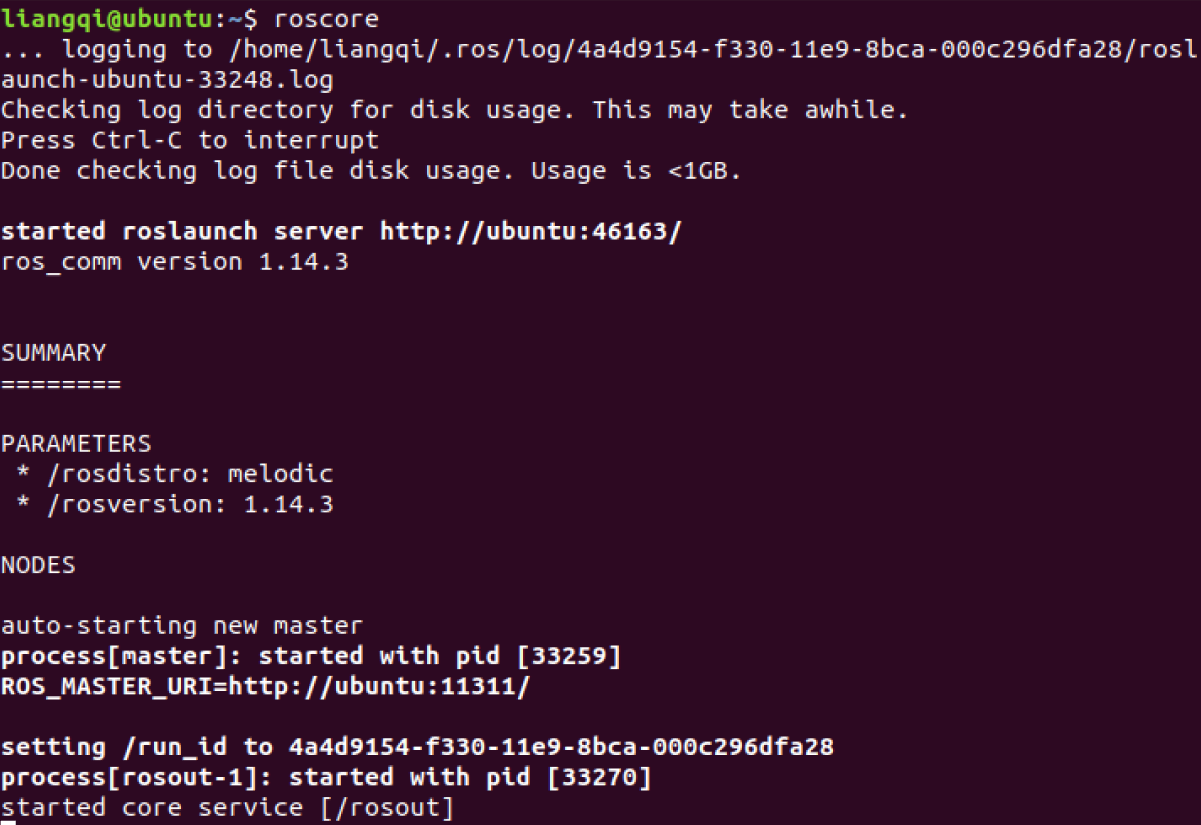 liangqi@ubuntu:~$ roscore
... logging to /home/liangqi/.ros/log/4a4d9154-f330-11e9-8bca-000c296dfa28/rosl
aunch-ubuntu-33248.log
Checking log directory for disk usage. This may take awhile.
Press Ctrl-C to interrupt
Done checking log file disk usage. Usage is <1GB.
started roslaunch server http://ubuntu:46163/
ros_comm version 1.14.3
SUMMARY
========
PARAMETERS
 * /rosdistro: melodic
 * /rosversion: 1.14.3
NODES
auto-starting new master
process[master]: started with pid [33259]
ROS_MASTER_URI=http://ubuntu:11311/
setting /run_id to 4a4d9154-f330-11e9-8bca-000c296dfa28
process[rosout-1]: started with pid [33270]
started core service [/rosout]